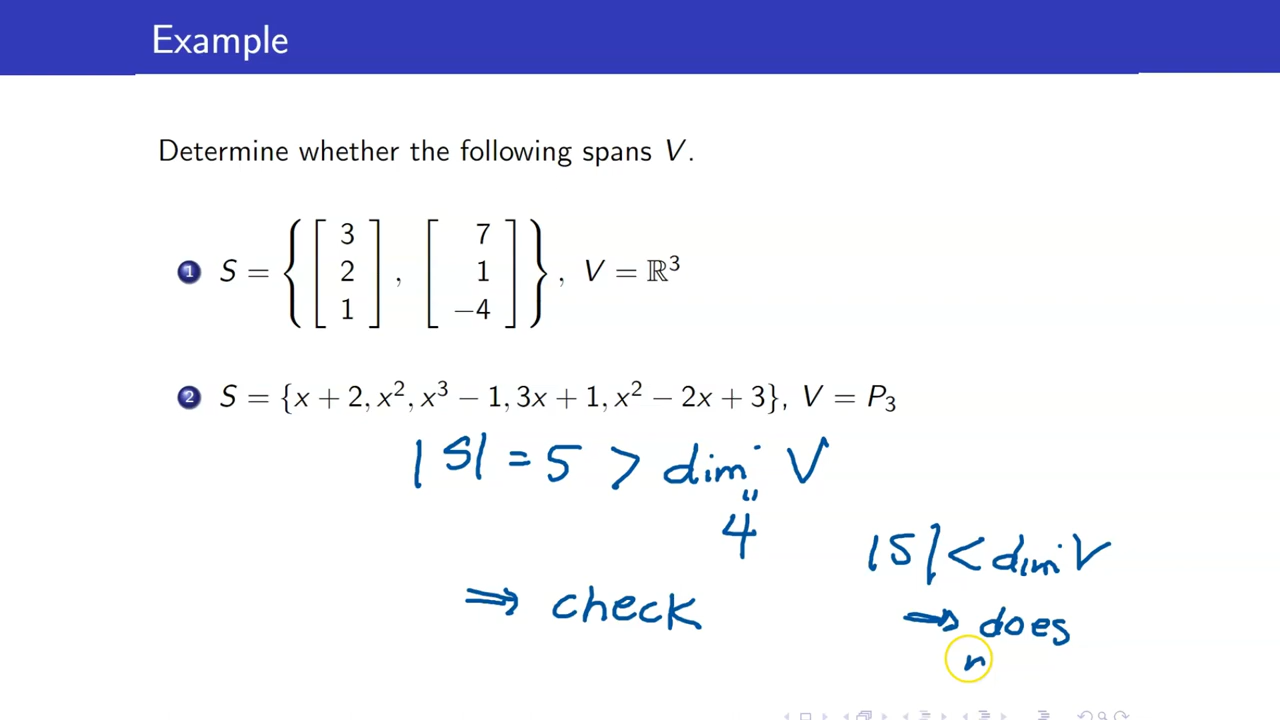 Example
Determine whether the following spans V.
1 S = { [ 3 2 1 ] , [ 7 1 −4 ] } , V = ℝ³
2 S = {x + 2, x², x³ − 1, 3x + 1, x² − 2x + 3}, V = P₃
|S| = 5 > dim V
"
4
|S| < dim V
⇒ check
⇒ does
n